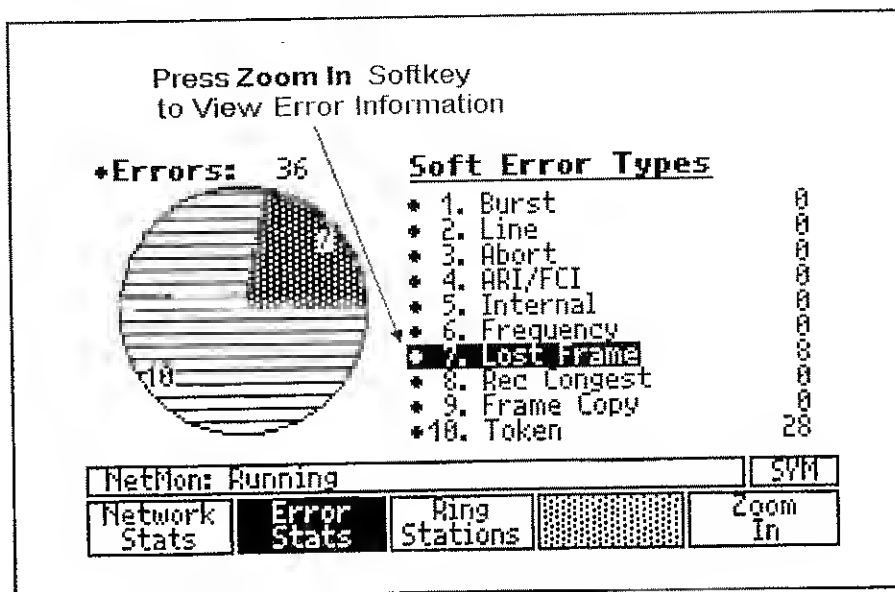 Press Zoom In Softkey
to View Error Information
Errors: 36
Soft Error Types
1. Burst 0
2. Line 0
3. Abort 0
4. ARI/FCI 0
5. Internal 0
6. Frequency 0
7. Lost Frame 8
8. Rec Longest 0
9. Frame Copy 0
10. Token 28
7
10
NetMon: Running SYM
Network Stats
Error Stats
Ring Stations
Zoom In